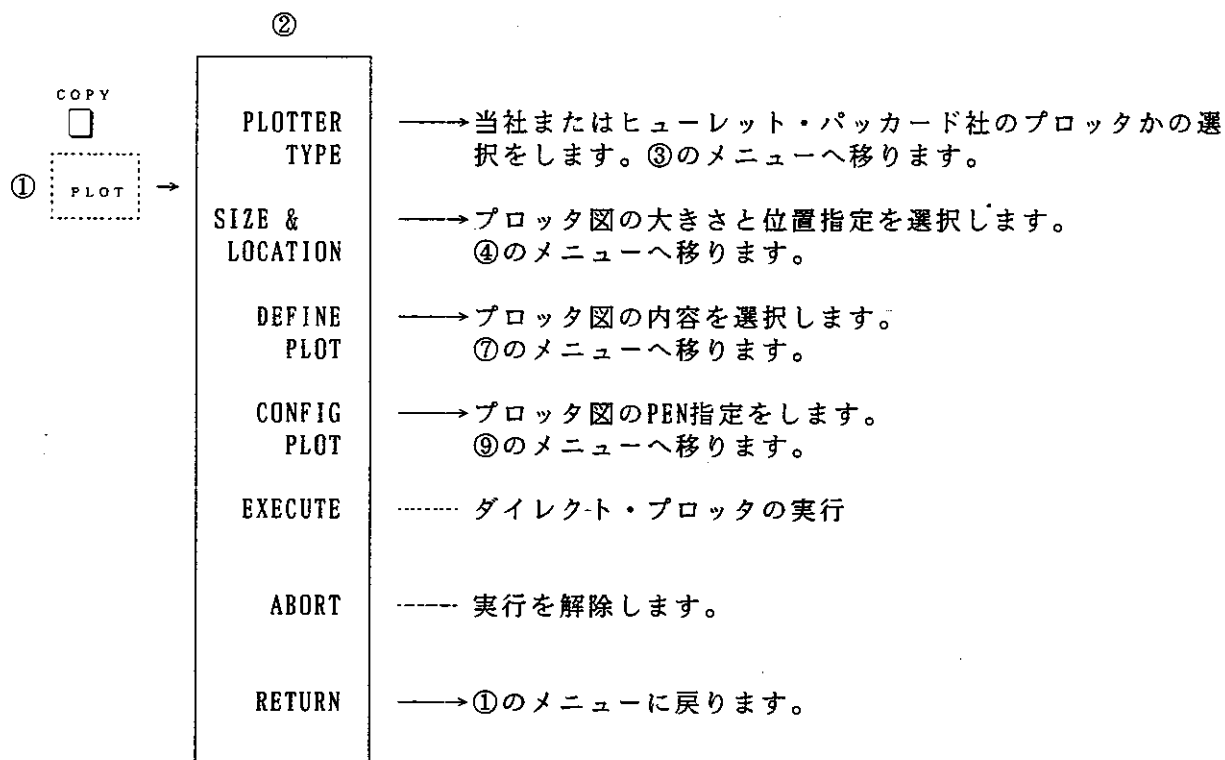 ②
COPY
① PLOT →
PLOTTER ──→当社またはヒューレット・パッカード社のプロッタかの選
TYPE 択をします。③のメニューへ移ります。
SIZE & ──→プロッタ図の大きさと位置指定を選択します。
LOCATION ④のメニューへ移ります。
DEFINE ──→プロッタ図の内容を選択します。
PLOT ⑦のメニューへ移ります。
CONFIG ──→プロッタ図のPEN指定をします。
PLOT ⑨のメニューへ移ります。
EXECUTE ┈┈ ダイレクト・プロッタの実行
ABORT ┈┈ 実行を解除します。
RETURN ──→①のメニューに戻ります。